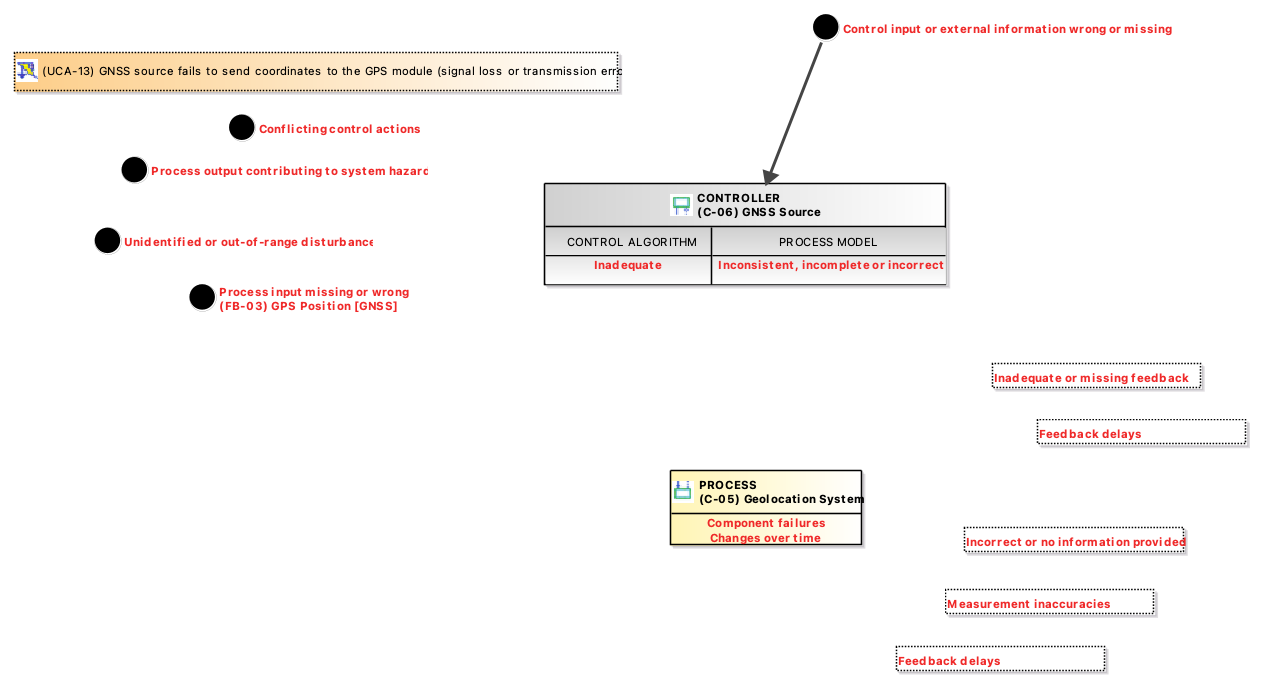 Control input or external information wrong or missing
(UCA-13) GNSS source fails to send coordinates to the GPS module (signal loss or transmission erro
Conflicting control actions
Process output contributing to system hazard
CONTROLLER
(C-06) GNSS Source
CONTROL ALGORITHM
PROCESS MODEL
Inadequate
Inconsistent, incomplete or incorrect
Unidentified or out-of-range disturbance
Process input missing or wrong
(FB-03) GPS Position [GNSS]
Inadequate or missing feedback
Feedback delays
PROCESS
(C-05) Geolocation System
Component failures
Changes over time
Incorrect or no information provided
Measurement inaccuracies
Feedback delays